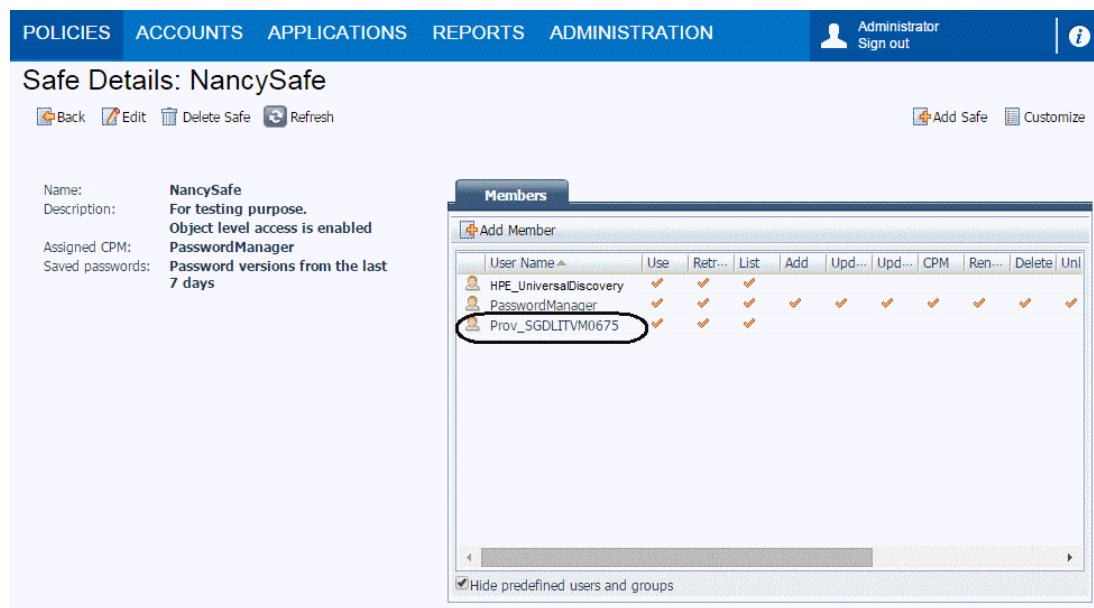 POLICIES ACCOUNTS APPLICATIONS REPORTS ADMINISTRATION
Administrator
Sign out
Safe Details: NancySafe
Back Edit Delete Safe Refresh
Add Safe Customize
Name: NancySafe
Description: For testing purpose.
Object level access is enabled
Assigned CPM: PasswordManager
Saved passwords: Password versions from the last
7 days
Members
Add Member
User Name Use Retr... List Add Upd... Upd... CPM Ren... Delete Unl
HPE_UniversalDiscovery
PasswordManager
Prov_SGDLITVM0675
Hide predefined users and groups